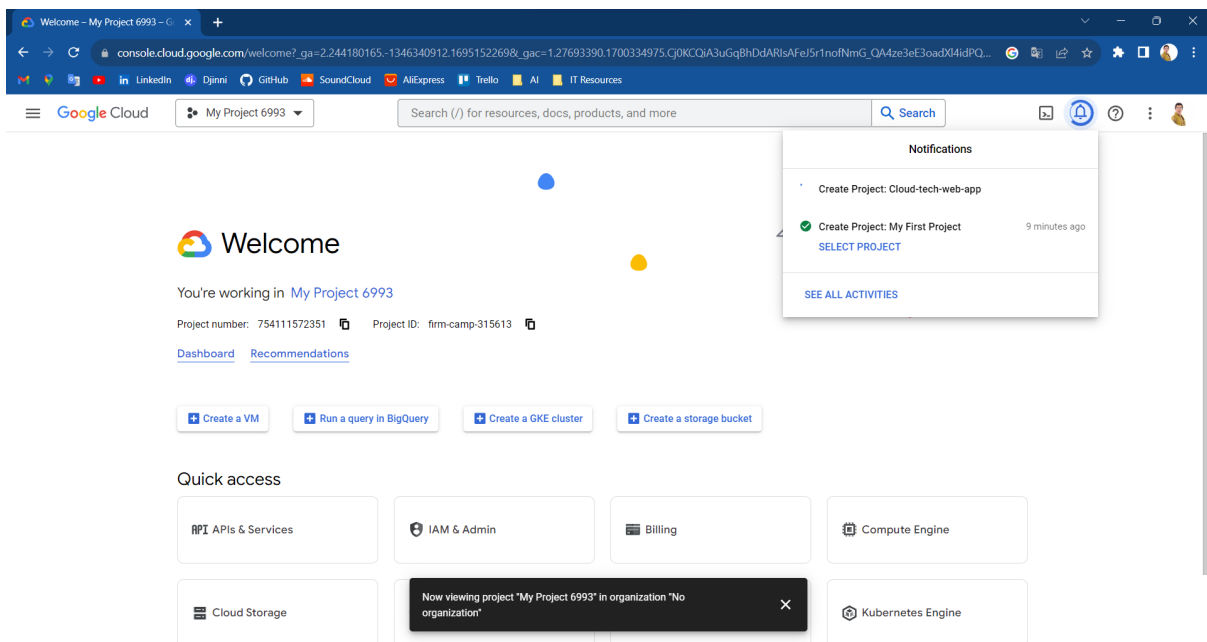 Welcome – My Project 6993 – G
console.cloud.google.com/welcome?_ga=2.244180165.-1346340912.1695152269&_gac=1.27693390.1700334975.Cj0KCQiA3uGqBhDdARIsAFeJ5r1nofNmG_QA4ze3eE3oadXl4idPQ...
LinkedIn Djinni GitHub SoundCloud AliExpress Trello AI IT Resources
Google Cloud My Project 6993 Search (/) for resources, docs, products, and more Search
Notifications
Create Project: Cloud-tech-web-app
Create Project: My First Project 9 minutes ago
SELECT PROJECT
SEE ALL ACTIVITIES
Welcome
You're working in My Project 6993
Project number: 754111572351 Project ID: firm-camp-315613
Dashboard Recommendations
Create a VM Run a query in BigQuery Create a GKE cluster Create a storage bucket
Quick access
API APIs & Services IAM & Admin Billing Compute Engine
Cloud Storage Kubernetes Engine
Now viewing project "My Project 6993" in organization "No
organization"